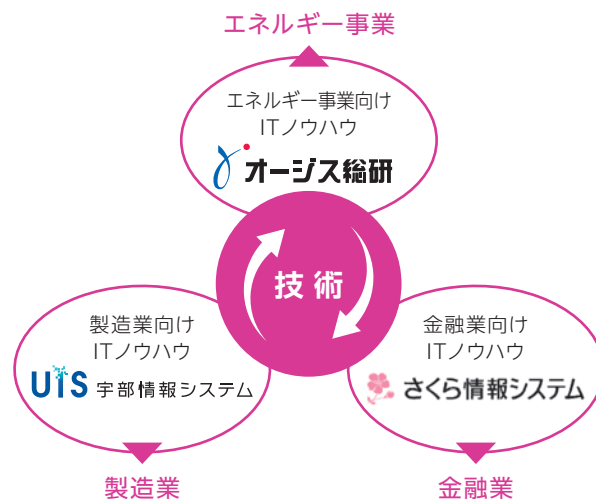 エネルギー事業
エネルギー事業向け
ITノウハウ
オージス総研
技術
製造業向け
ITノウハウ
UIS 宇部情報システム
金融業向け
ITノウハウ
さくら情報システム
製造業
金融業